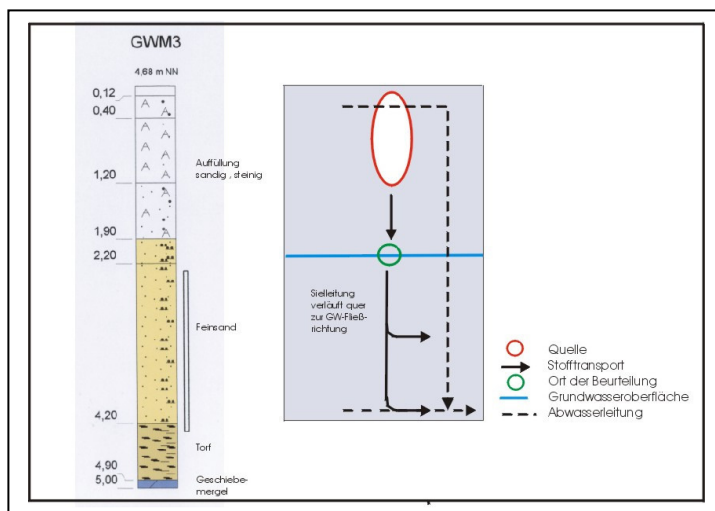 GWM3
4,68 m NN
0,12
0,40
1,20
1,90
2,20
4,20
4,90
5,00
Auffüllung
sandig , steinig
Feinsand
Torf
Geschiebe-
mergel
Sielleitung
verläuft quer
zur GW-Fließ-
richtung
Quelle
Stofftransport
Ort der Beurteilung
Grundwasseroberfläche
Abwasserleitung